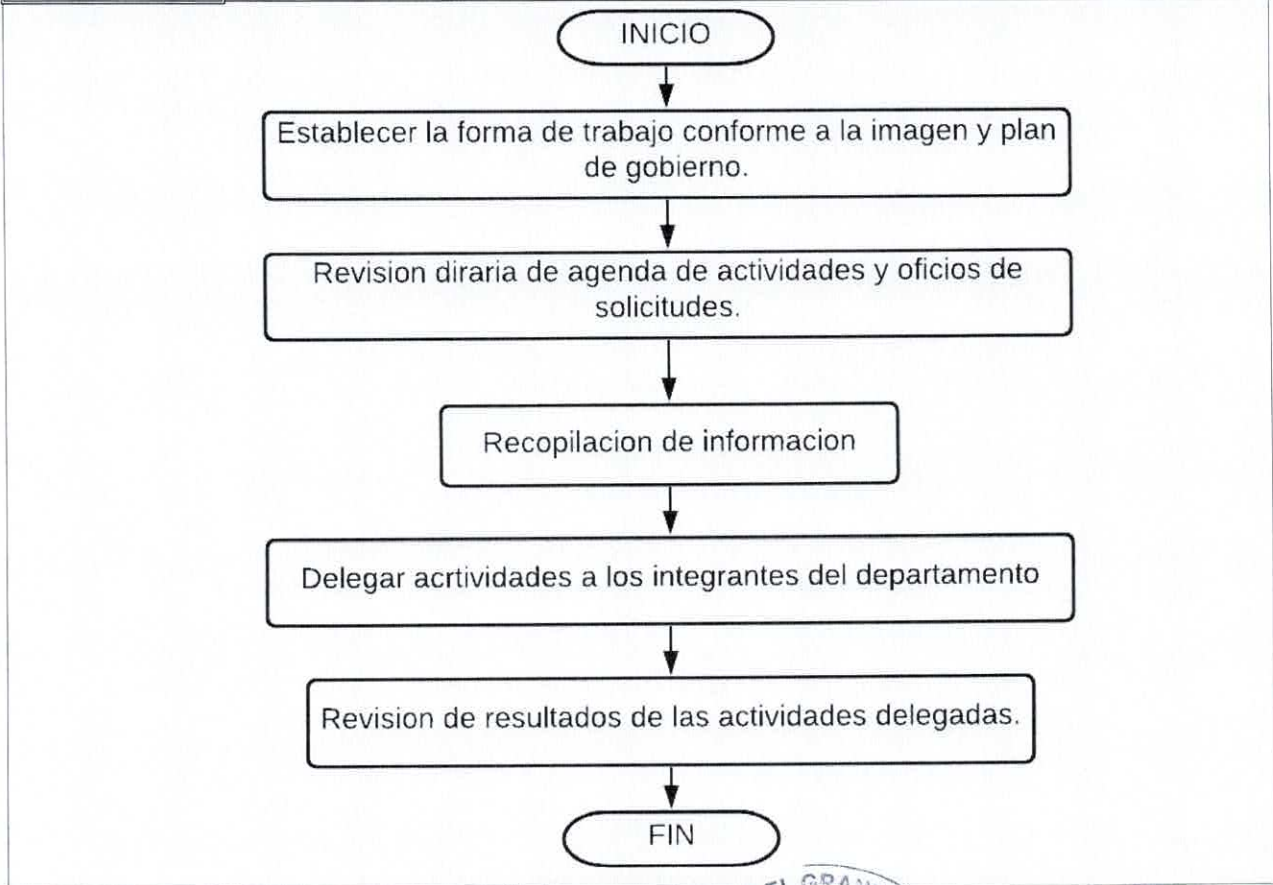 INICIO
Establecer la forma de trabajo conforme a la imagen y plan
de gobierno.
Revision diraria de agenda de actividades y oficios de
solicitudes.
Recopilacion de informacion
Delegar acrtividades a los integrantes del departamento
Revision de resultados de las actividades delegadas.
FIN